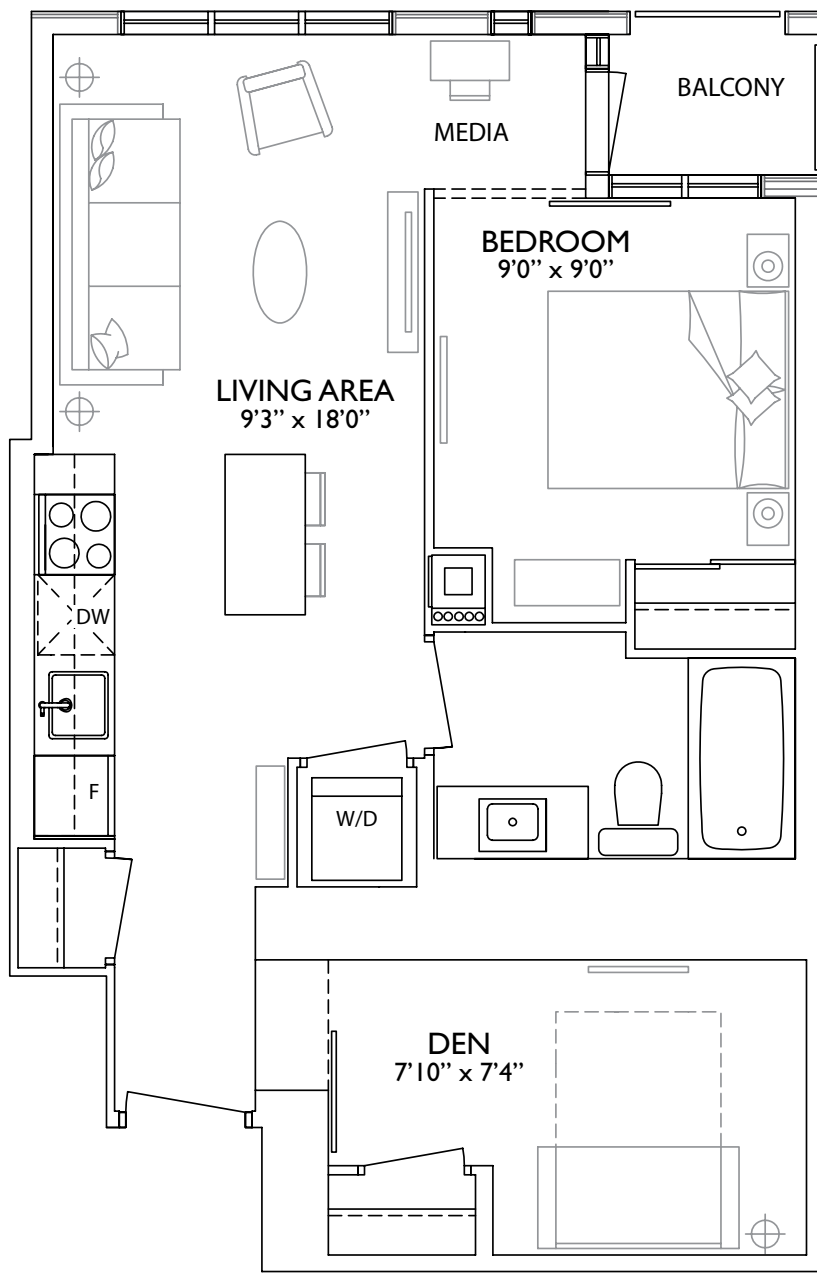 BALCONY
MEDIA
BEDROOM
9'0’’ x 9'0’’
LIVING AREA
9'3’’ x 18'0’’
DW
F
W/D
DEN
7'10’’ x 7'4’’